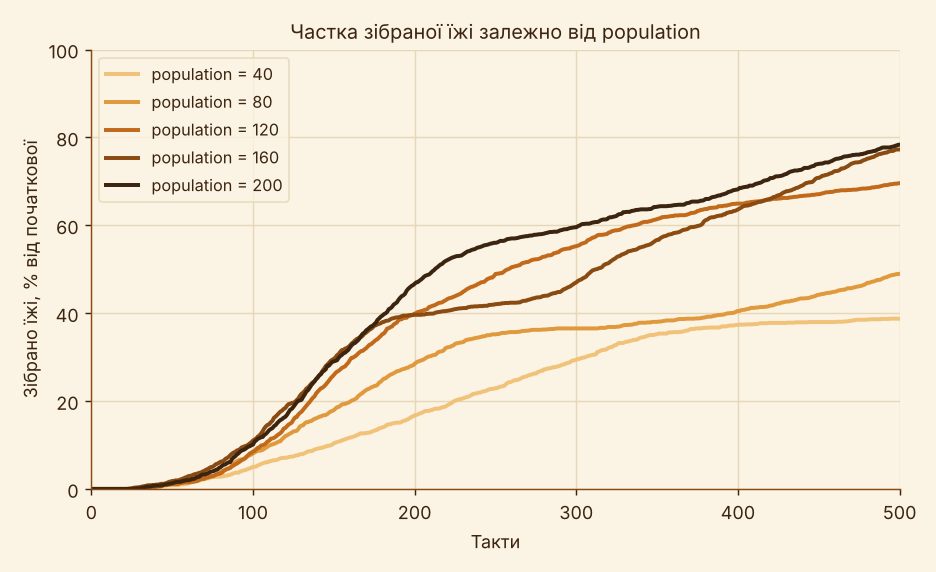 Частка зібраної їжі залежно від population
Зібрано їжі, % від початкової
100
80
60
40
20
0
population = 40
population = 80
population = 120
population = 160
population = 200
0 100 200 300 400 500
Такти